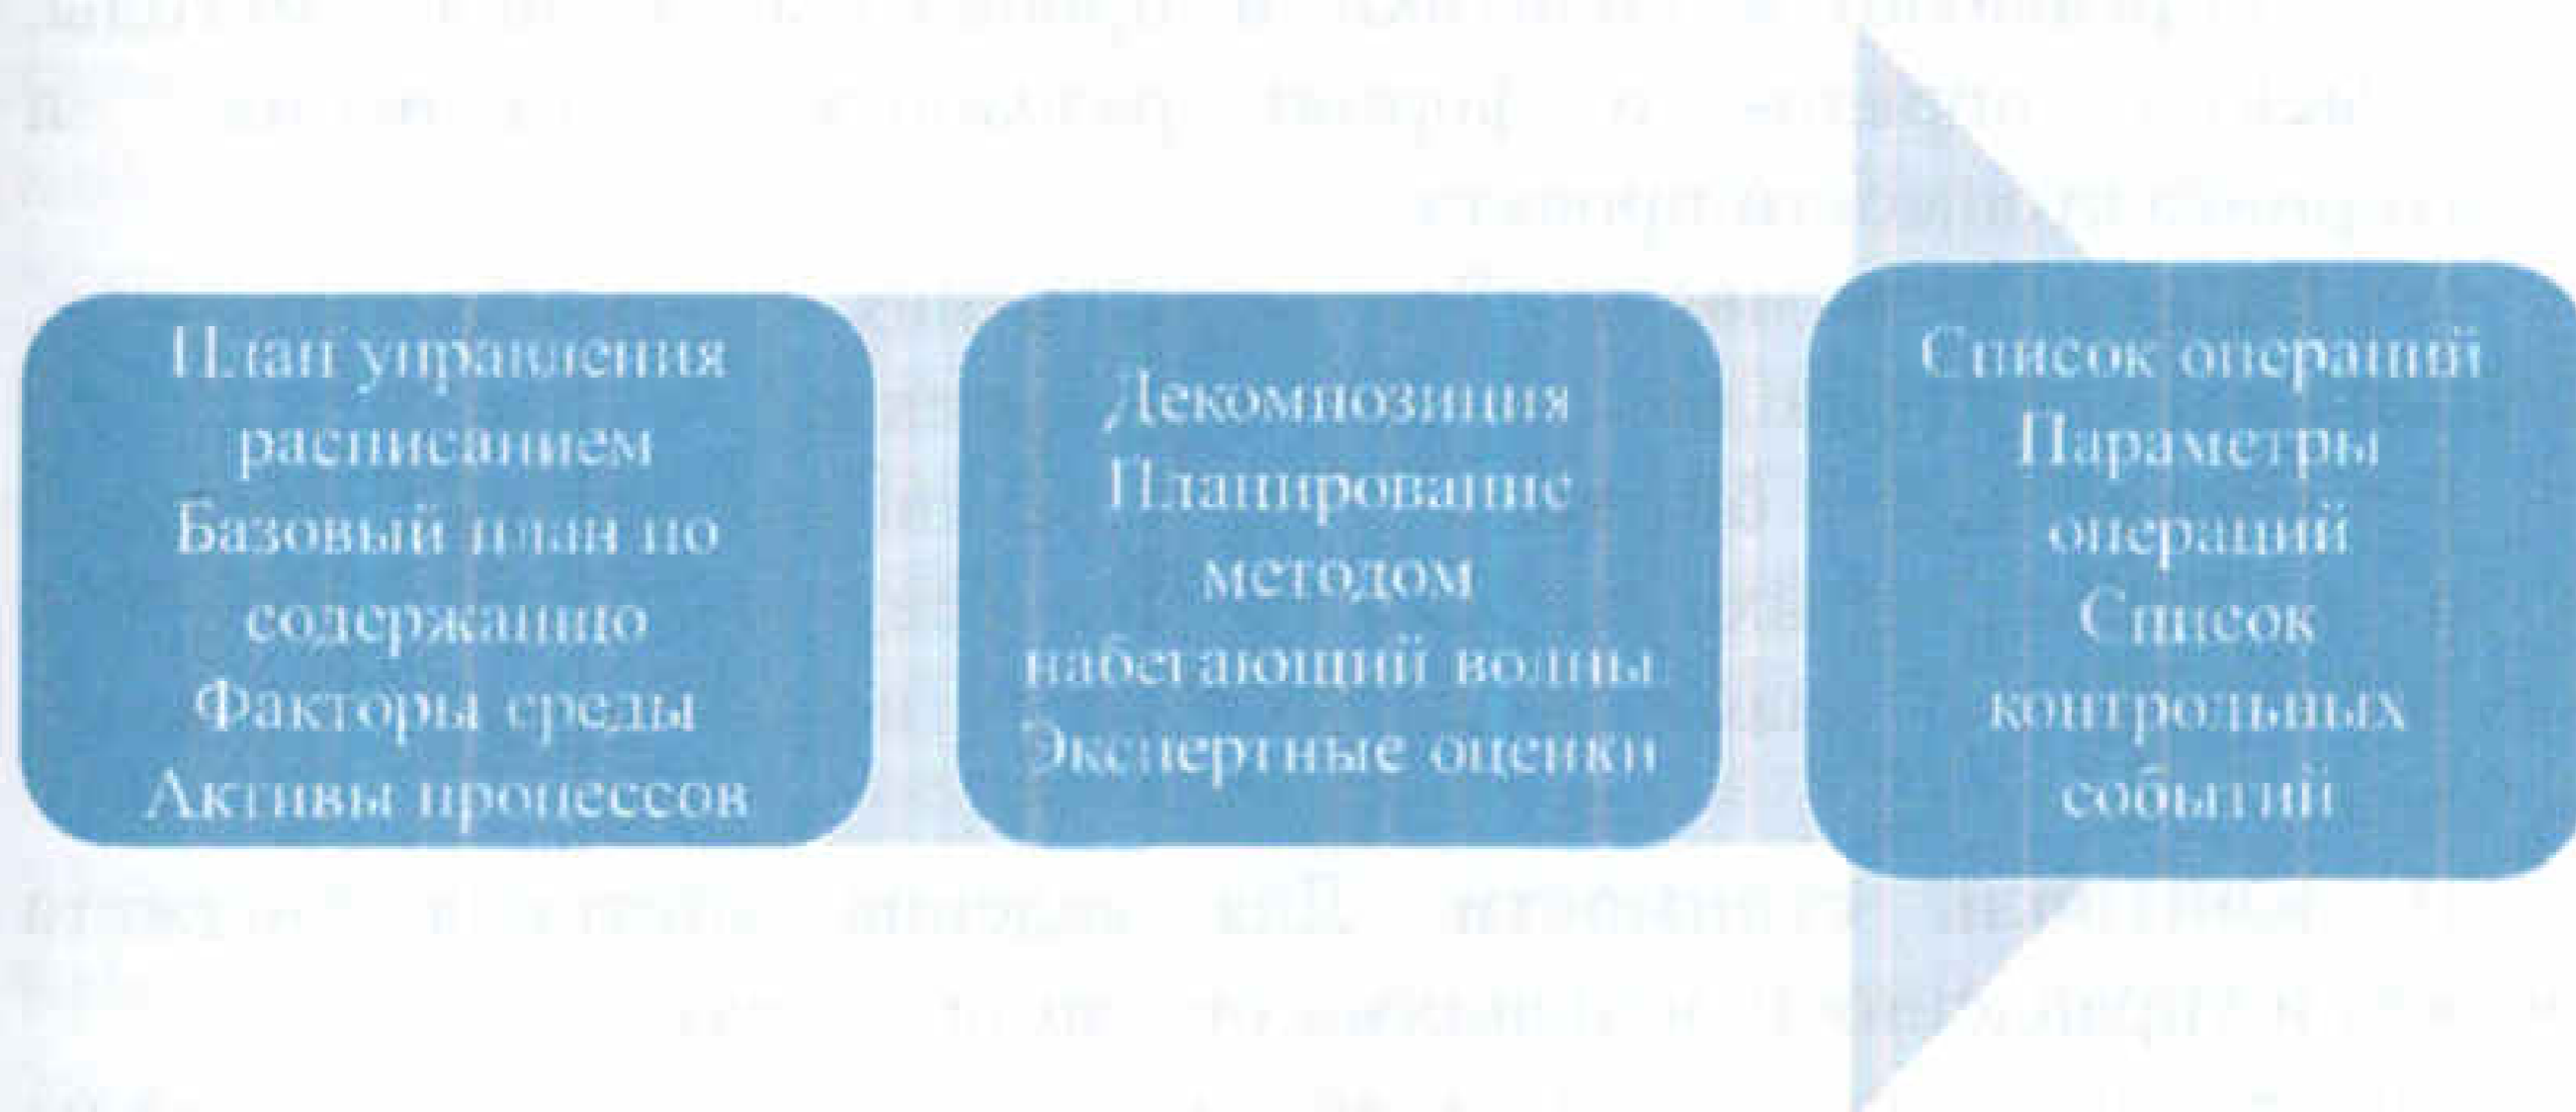 План управления
расписанием
Базовый план по
содержанию
Факторы среды
Активы процессов
Декомпозиция
Планирование
методом
набегающий волны
Экспертные оценки
Список операций
Параметры
операций
Список
контрольных
событий